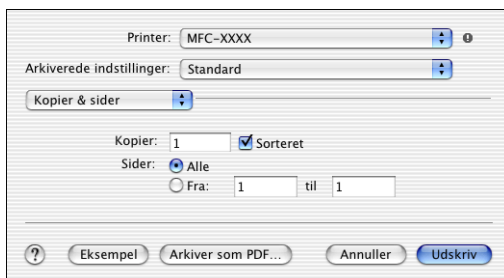 Printer: MFC-XXXX
Arkiverede indstillinger: Standard
Kopier & sider
Kopier: 1 Sorteret
Sider: Alle
Fra: 1 til 1
? Eksempel Arkiver som PDF... Annuller Udskriv